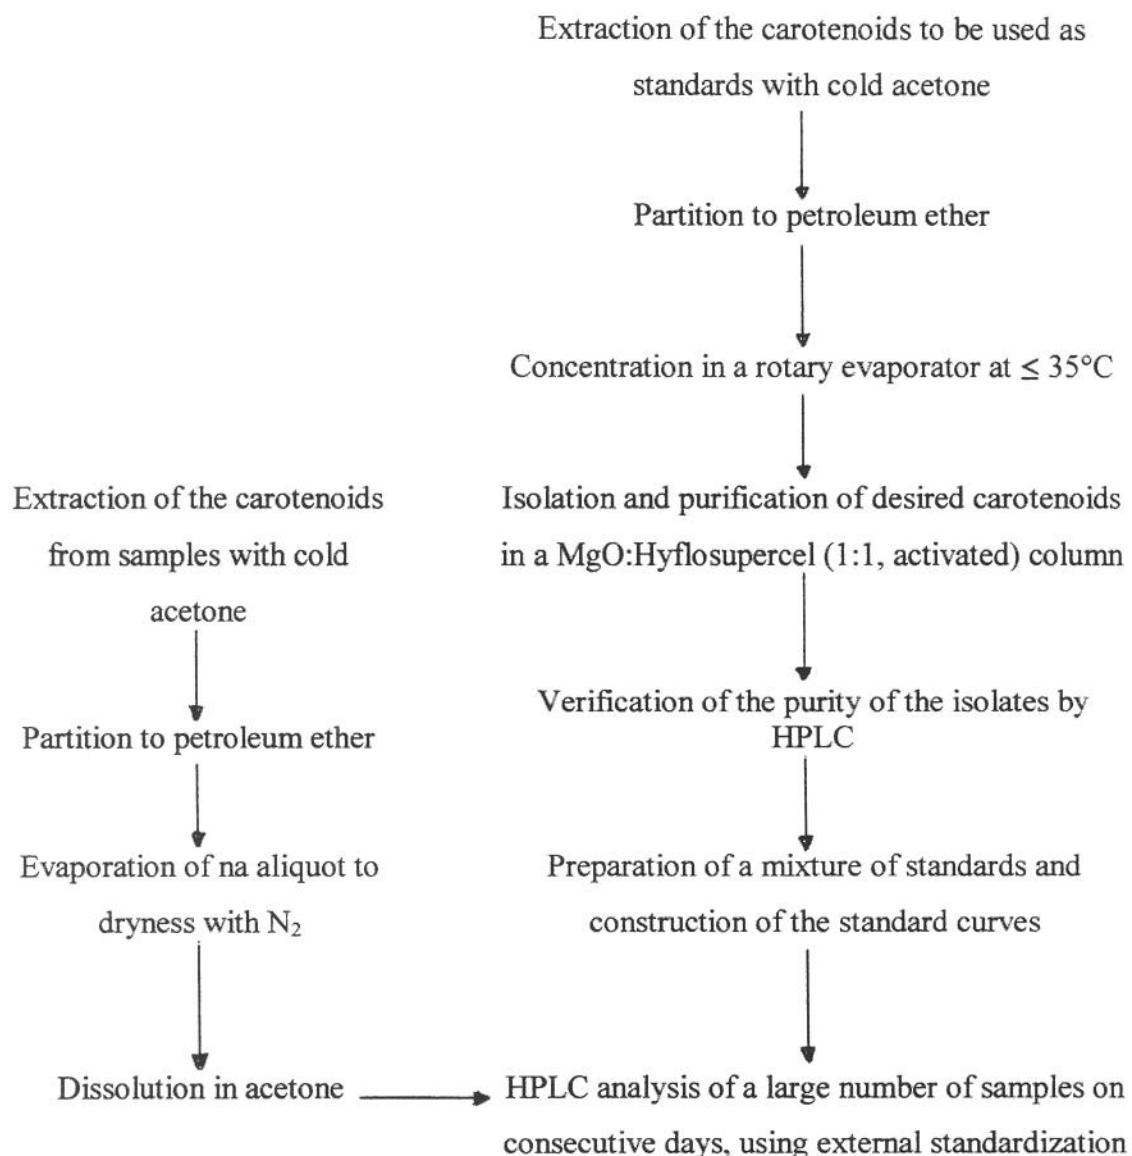 Extraction of the carotenoids to be used as
standards with cold acetone
Partition to petroleum ether
Concentration in a rotary evaporator at ≤ 35°C
Isolation and purification of desired carotenoids
in a MgO:Hyflosupercel (1:1, activated) column
Verification of the purity of the isolates by
HPLC
Preparation of a mixture of standards and
construction of the standard curves
Extraction of the carotenoids
from samples with cold
acetone
Partition to petroleum ether
Evaporation of na aliquot to
dryness with N₂
Dissolution in acetone
HPLC analysis of a large number of samples on
consecutive days, using external standardization